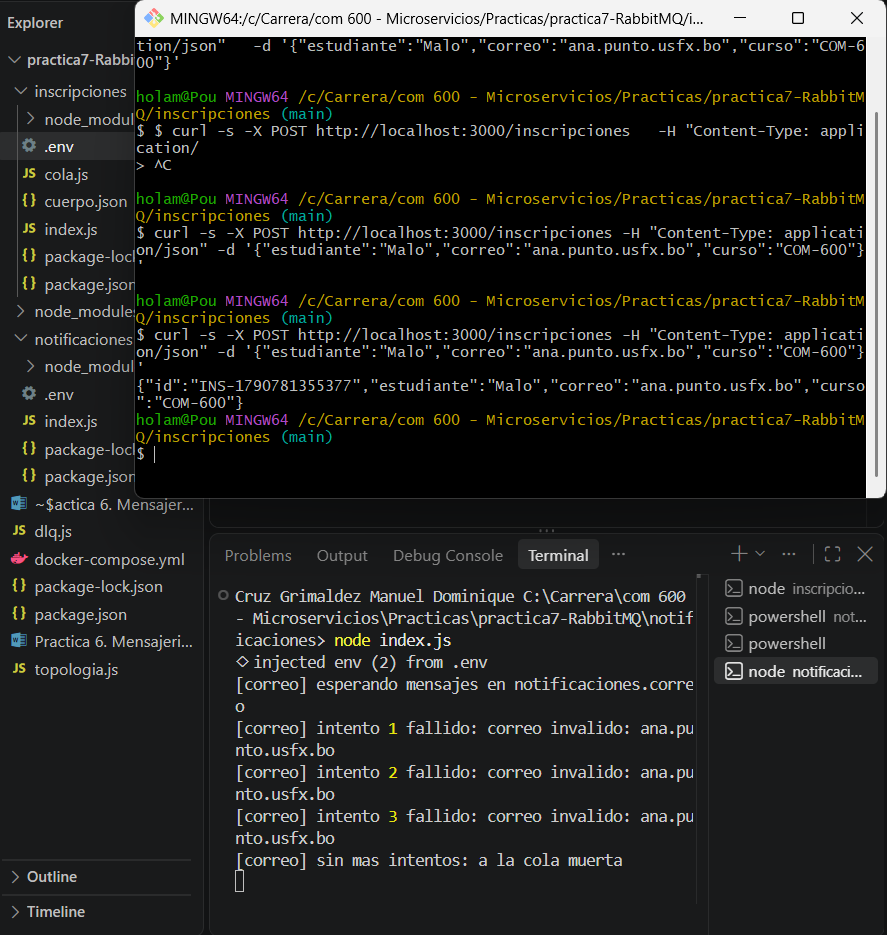 Explorer
practica7-Rabbi
inscripciones
node_modul
.env
cola.js
cuerpo.json
index.js
package-lock
package.json
node_modules
notificaciones
node_modul
.env
index.js
package-lock
package.json
~$actica 6. Mensajer...
dlq.js
docker-compose.yml
package-lock.json
package.json
Practica 6. Mensajeri...
topologia.js
Outline
Timeline
MINGW64:/c/Carrera/com 600 - Microservicios/Practicas/practica7-RabbitMQ/i...
tion/json"   -d '{"estudiante":"Malo","correo":"ana.punto.usfx.bo","curso":"COM-6
00"}'
holam@Pou MINGW64 /c/Carrera/com 600 - Microservicios/Practicas/practica7-RabbitM
Q/inscripciones (main)
$ $ curl -s -X POST http://localhost:3000/inscripciones   -H "Content-Type: appli
cation/
> ^C
holam@Pou MINGW64 /c/Carrera/com 600 - Microservicios/Practicas/practica7-RabbitM
Q/inscripciones (main)
$ curl -s -X POST http://localhost:3000/inscripciones -H "Content-Type: applicati
on/json" -d '{"estudiante":"Malo","correo":"ana.punto.usfx.bo","curso":"COM-600"}
'
holam@Pou MINGW64 /c/Carrera/com 600 - Microservicios/Practicas/practica7-RabbitM
Q/inscripciones (main)
$ curl -s -X POST http://localhost:3000/inscripciones -H "Content-Type: applicati
on/json" -d '{"estudiante":"Malo","correo":"ana.punto.usfx.bo","curso":"COM-600"}
'
{"id":"INS-1790781355377","estudiante":"Malo","correo":"ana.punto.usfx.bo","curso
":"COM-600"}
holam@Pou MINGW64 /c/Carrera/com 600 - Microservicios/Practicas/practica7-RabbitM
Q/inscripciones (main)
$
Problems Output Debug Console Terminal
Cruz Grimaldez Manuel Dominique C:\Carrera\com 600
- Microservicios\Practicas\practica7-RabbitMQ\notif
icaciones> node index.js
injected env (2) from .env
[correo] esperando mensajes en notificaciones.corre
o
[correo] intento 1 fallido: correo invalido: ana.pu
nto.usfx.bo
[correo] intento 2 fallido: correo invalido: ana.pu
nto.usfx.bo
[correo] intento 3 fallido: correo invalido: ana.pu
nto.usfx.bo
[correo] sin mas intentos: a la cola muerta
node inscripcio...
powershell not...
powershell
node notificaci...